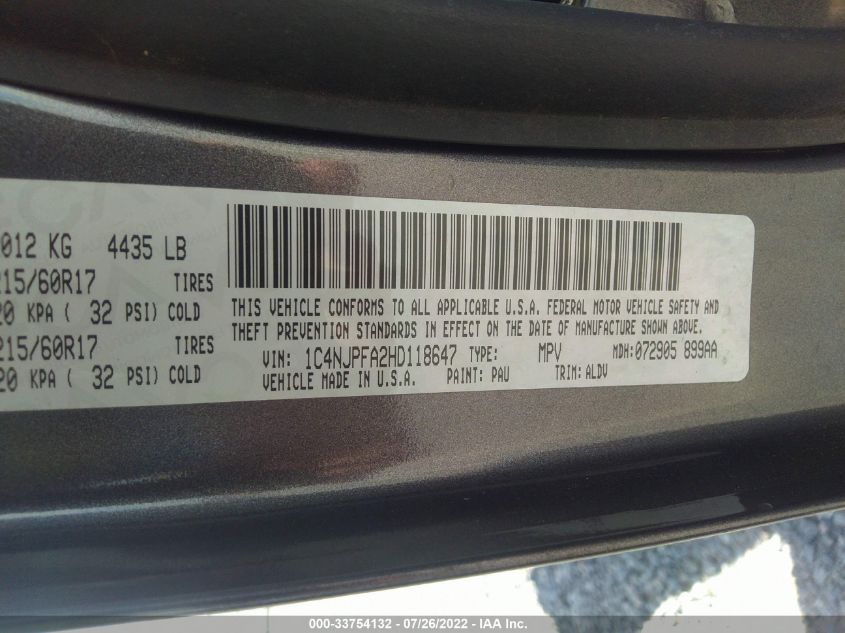 012 KG 4435 LB
215/60R17 TIRES
20 KPA ( 32 PSI) COLD
215/60R17 TIRES
20 KPA ( 32 PSI) COLD
THIS VEHICLE CONFORMS TO ALL APPLICABLE U.S.A. FEDERAL MOTOR VEHICLE SAFETY AND
THEFT PREVENTION STANDARDS IN EFFECT ON THE DATE OF MANUFACTURE SHOWN ABOVE.
VIN: 1C4NJPFA2HD118647 TYPE: MPV MDH:072905 899AA
VEHICLE MADE IN U.S.A. PAINT: PAU TRIM: ALDV
000-33754132 - 07/26/2022 - IAA Inc.